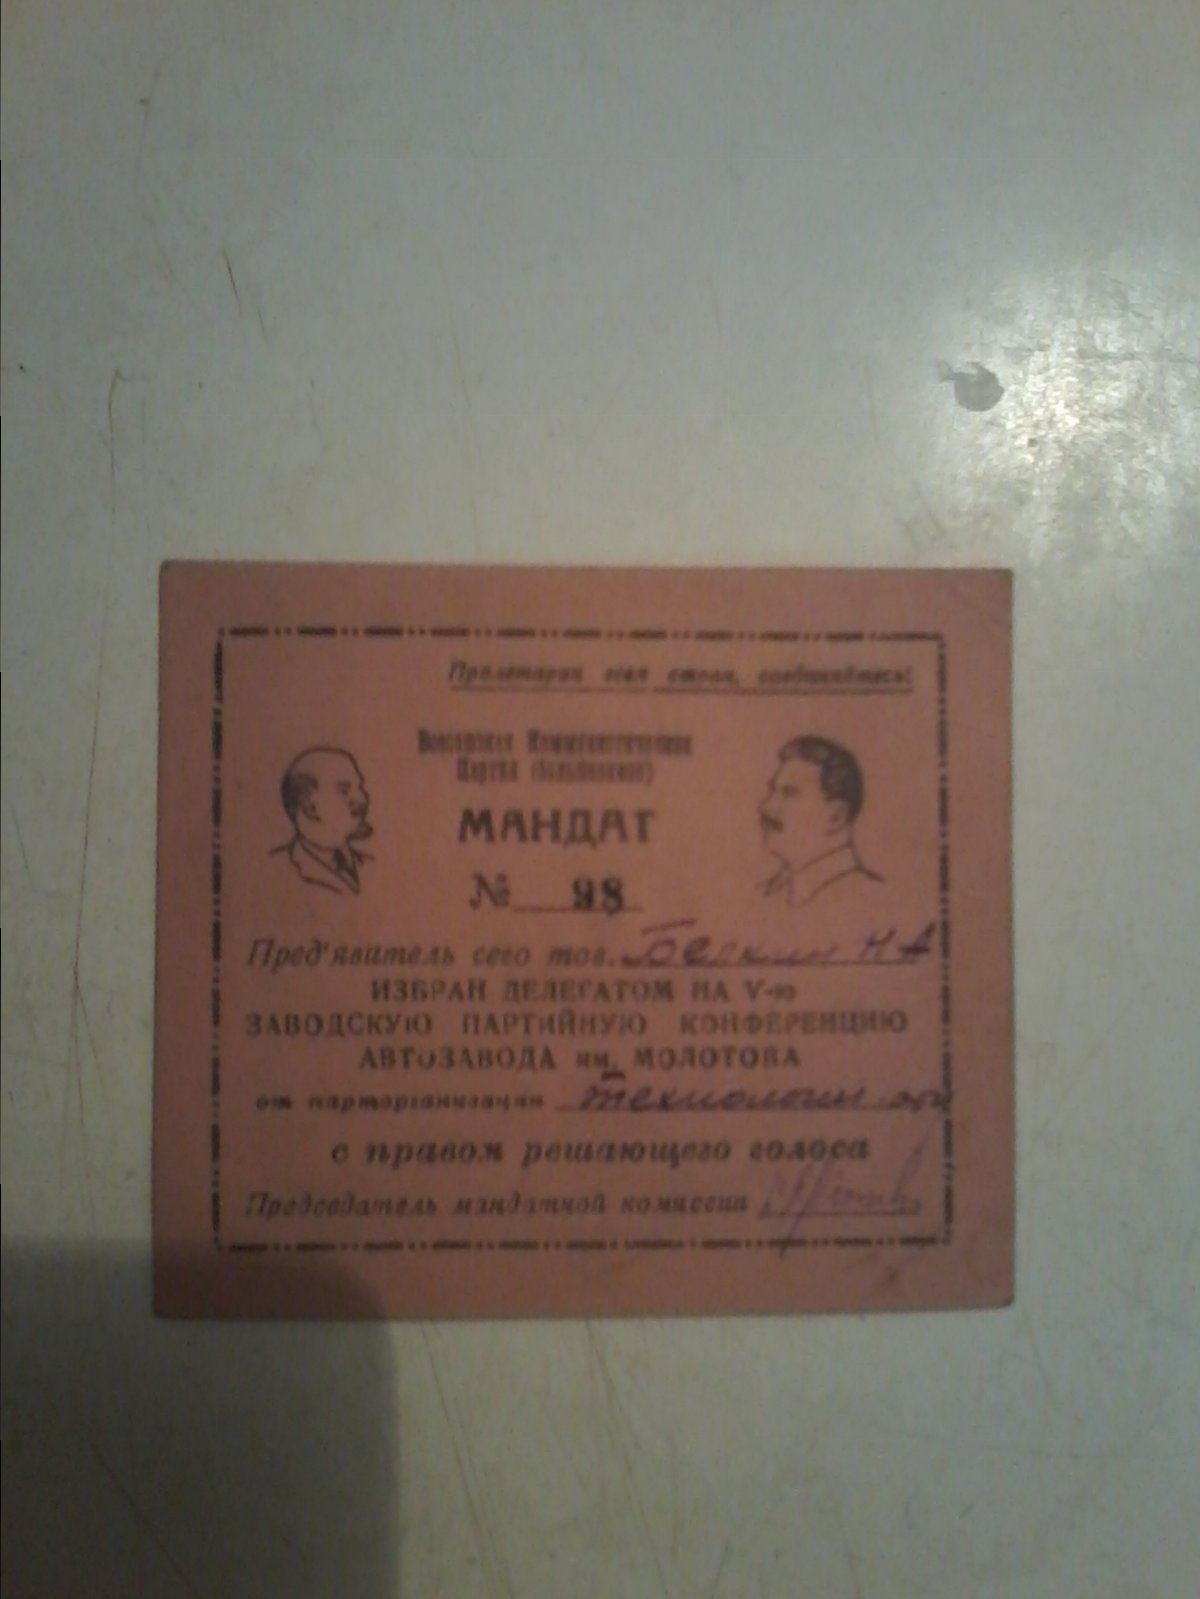 Пролетарии всех стран, соединяйтесь!
Всесоюзная Коммунистическая
Партия (большевиков)
МАНДАТ
№ 98
Пред'явитель сего тов. Белкин Н А
ИЗБРАН ДЕЛЕГАТОМ НА V-ю
ЗАВОДСКУЮ ПАРТИЙНУЮ КОНФЕРЕНЦИЮ
АВТОЗАВОДА им. МОЛОТОВА
от парторганизации
с правом решающего голоса
Председатель мандатной комиссии